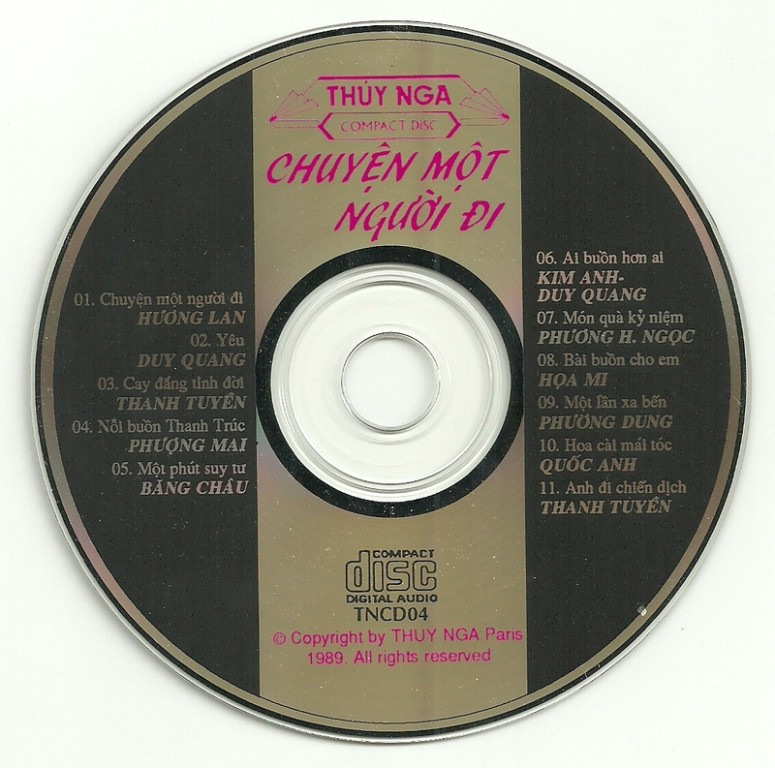 THÚY NGA
COMPACT DISC
CHUYỆN MỘT
NGƯỜI ĐI
01. Chuyện một người đi
HƯƠNG LAN
02. Yêu
DUY QUANG
03. Cay đắng tình đời
THANH TUYỀN
04. Nỗi buồn Thanh Trúc
PHƯỢNG MAI
05. Một phút suy tư
BĂNG CHÂU
06. Ai buồn hơn ai
KIM ANH-
DUY QUANG
07. Món quà kỷ niệm
PHƯƠNG H. NGỌC
08. Bài buồn cho em
HỌA MI
09. Một lần xa bến
PHƯƠNG DUNG
10. Hoa cài mái tóc
QUỐC ANH
11. Anh đi chiến dịch
THANH TUYỀN
COMPACT
disc
DIGITAL AUDIO
TNCD04
© Copyright by THUY NGA Paris
1989. All rights reserved